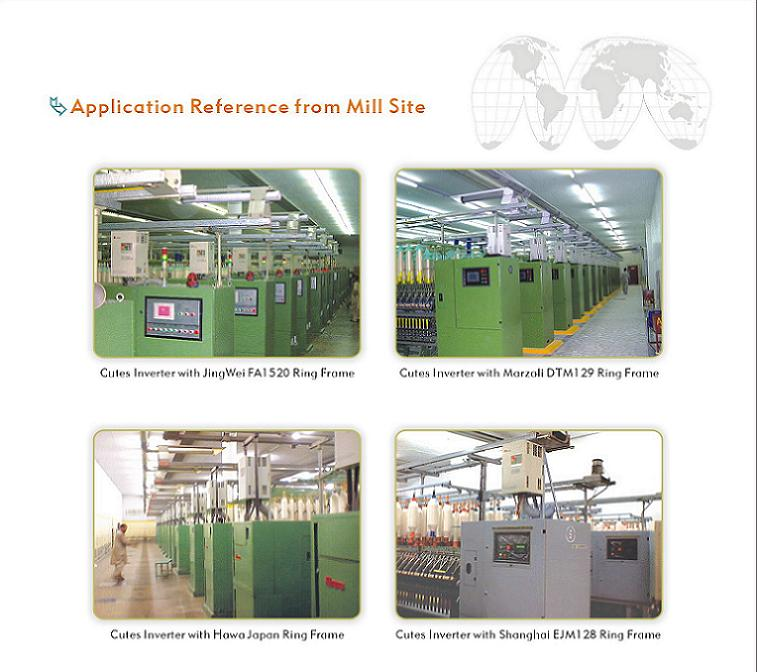 Application Reference from Mill Site
Cutes Inverter with JingWei FA1520 Ring Frame
Cutes Inverter with Marzoli DTM129 Ring Frame
Cutes Inverter with Howa Japan Ring Frame
Cutes Inverter with Shanghai EJM128 Ring Frame